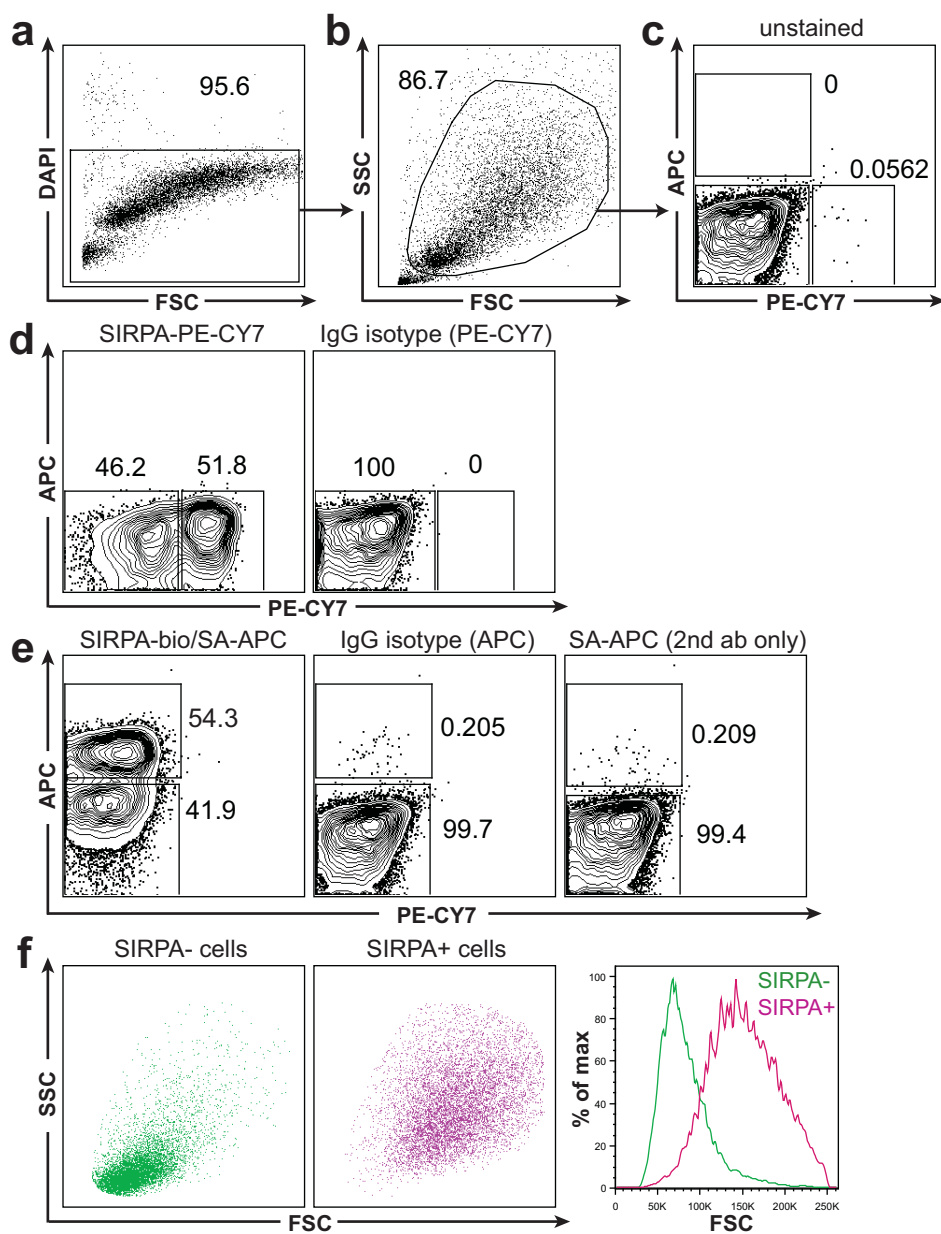 a
95.6
DAPI
FSC
b
86.7
SSC
FSC
c
unstained
0
0.0562
APC
PE-CY7
d
SIRPA-PE-CY7
IgG isotype (PE-CY7)
46.2
51.8
100
0
APC
PE-CY7
e
SIRPA-bio/SA-APC
IgG isotype (APC)
SA-APC (2nd ab only)
54.3
41.9
0.205
99.7
0.209
99.4
APC
PE-CY7
f
SIRPA- cells
SIRPA+ cells
SSC
FSC
SIRPA-
SIRPA+
% of max
100
80
60
40
20
0
0 50K 100K 150K 200K 250K
FSC